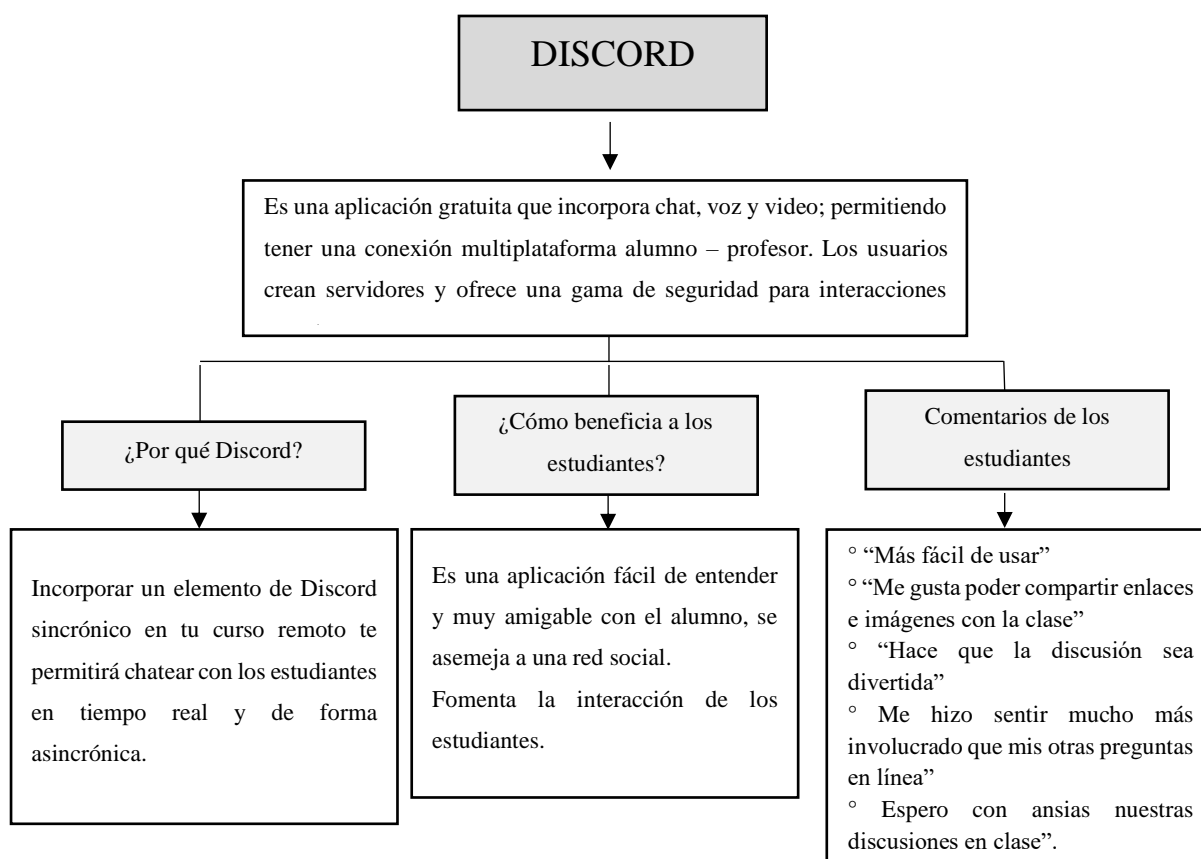 DISCORD
Es una aplicación gratuita que incorpora chat, voz y video; permitiendo
tener una conexión multiplataforma alumno – profesor. Los usuarios
crean servidores y ofrece una gama de seguridad para interacciones
¿Por qué Discord?
Incorporar un elemento de Discord
sincrónico en tu curso remoto te
permitirá chatear con los estudiantes
en tiempo real y de forma
asincrónica.
¿Cómo beneficia a los
estudiantes?
Es una aplicación fácil de entender
y muy amigable con el alumno, se
asemeja a una red social.
Fomenta la interacción de los
estudiantes.
Comentarios de los
estudiantes
° “Más fácil de usar”
° “Me gusta poder compartir enlaces
e imágenes con la clase”
° “Hace que la discusión sea
divertida”
° Me hizo sentir mucho más
involucrado que mis otras preguntas
en línea”
° Espero con ansias nuestras
discusiones en clase”.